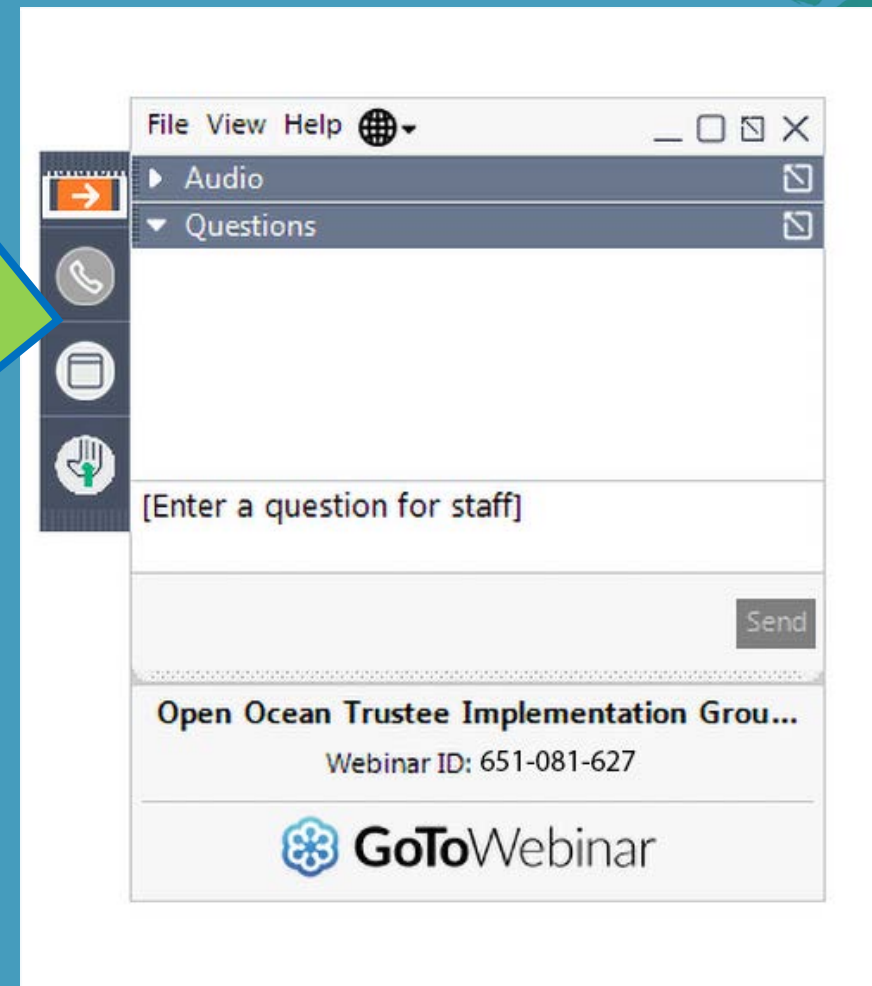 File View Help
Audio
Questions
[Enter a question for staff]
Send
Open Ocean Trustee Implementation Grou...
Webinar ID: 651-081-627
GoToWebinar